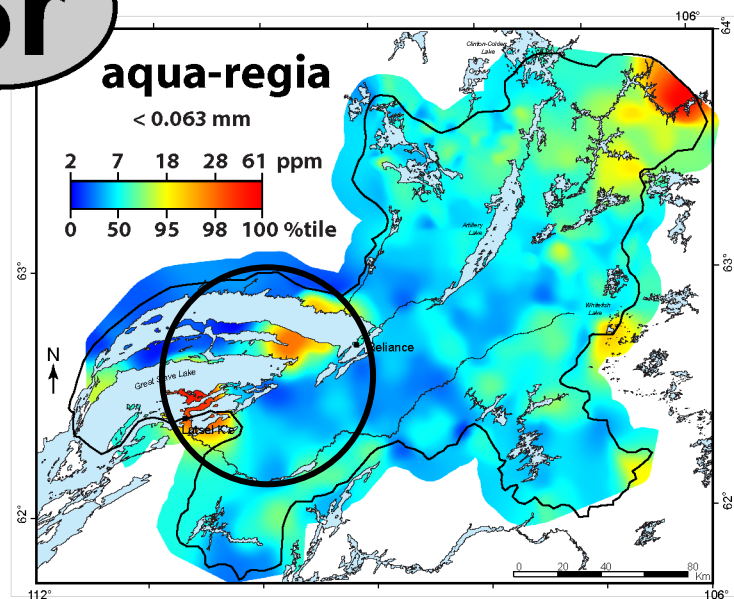 or
106°
64°
Clinton-Colden
Lake
aqua-regia
< 0.063 mm
2 7 18 28 61 ppm
0 50 95 98 100 %tile
Artillery
Lake
63°
63°
Whitefish
Lake
N
Reliance
Great Slave Lake
Lutsel K'e
62°
62°
0 20 40 80
Km
112°
106°